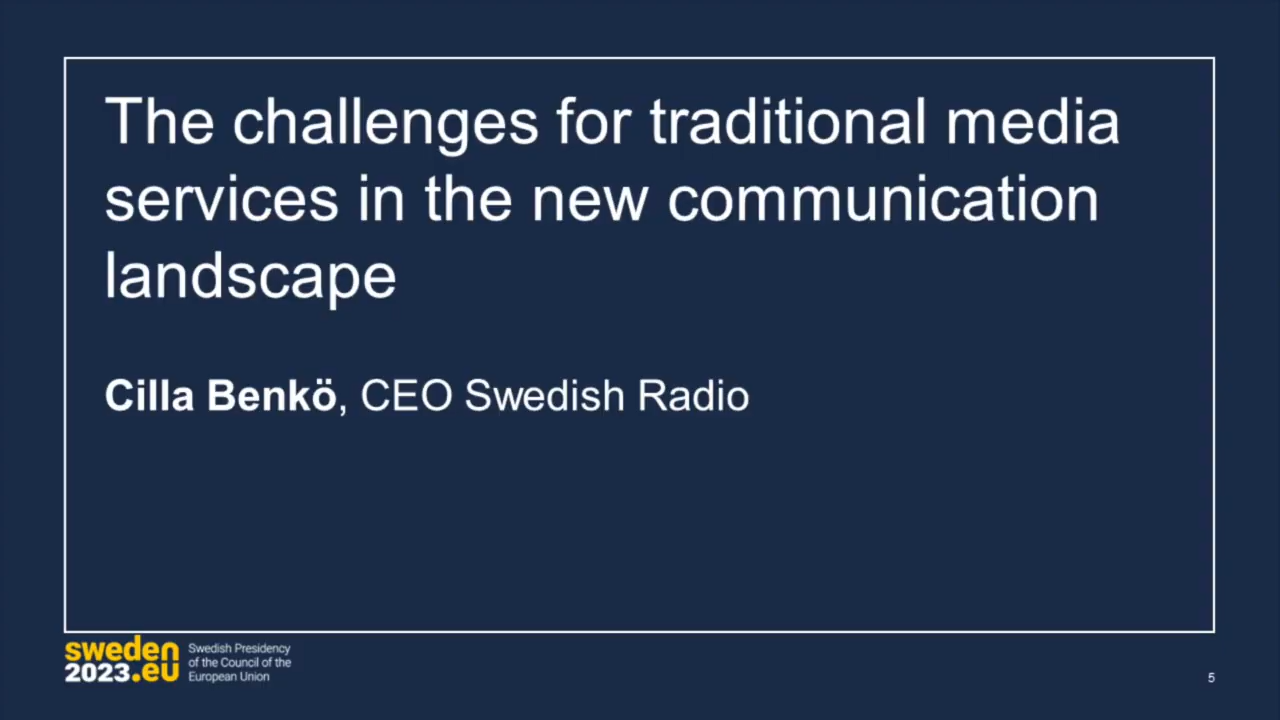 The challenges for traditional media
services in the new communication
landscape
Cilla Benkö, CEO Swedish Radio
sweden
2023.eu
Swedish Presidency
of the Council of the
European Union
5